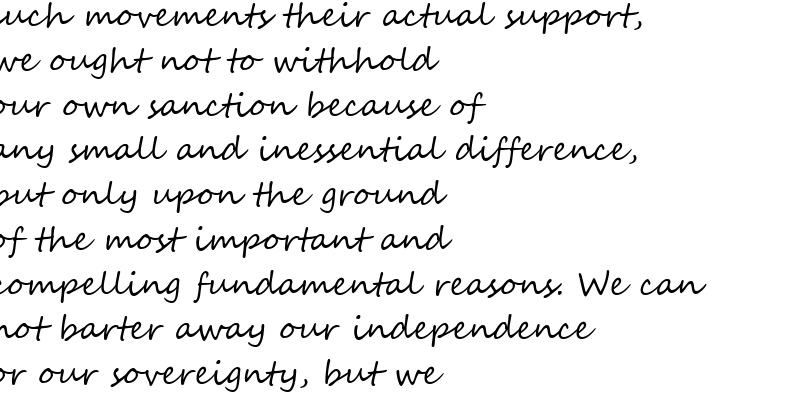 such movements their actual support,
we ought not to withhold
our own sanction because of
any small and inessential difference,
but only upon the ground
of the most important and
compelling fundamental reasons. We can
not barter away our independence
or our sovereignty, but we